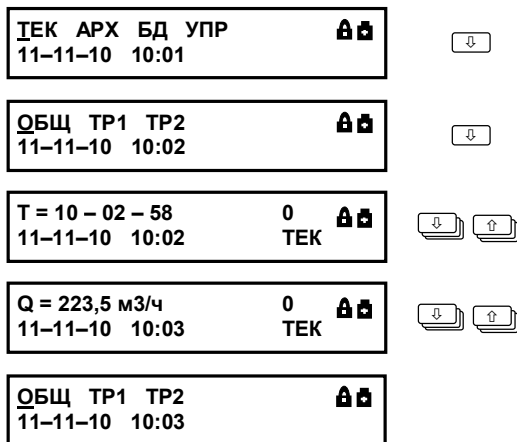 ТЕК АРХ БД УПР
11–11–10 10:01
ОБЩ ТР1 ТР2
11–11–10 10:02
Т = 10 – 02 – 58 0
11–11–10 10:02 ТЕК
Q = 223,5 м3/ч 0
11–11–10 10:03 ТЕК
ОБЩ ТР1 ТР2
11–11–10 10:03